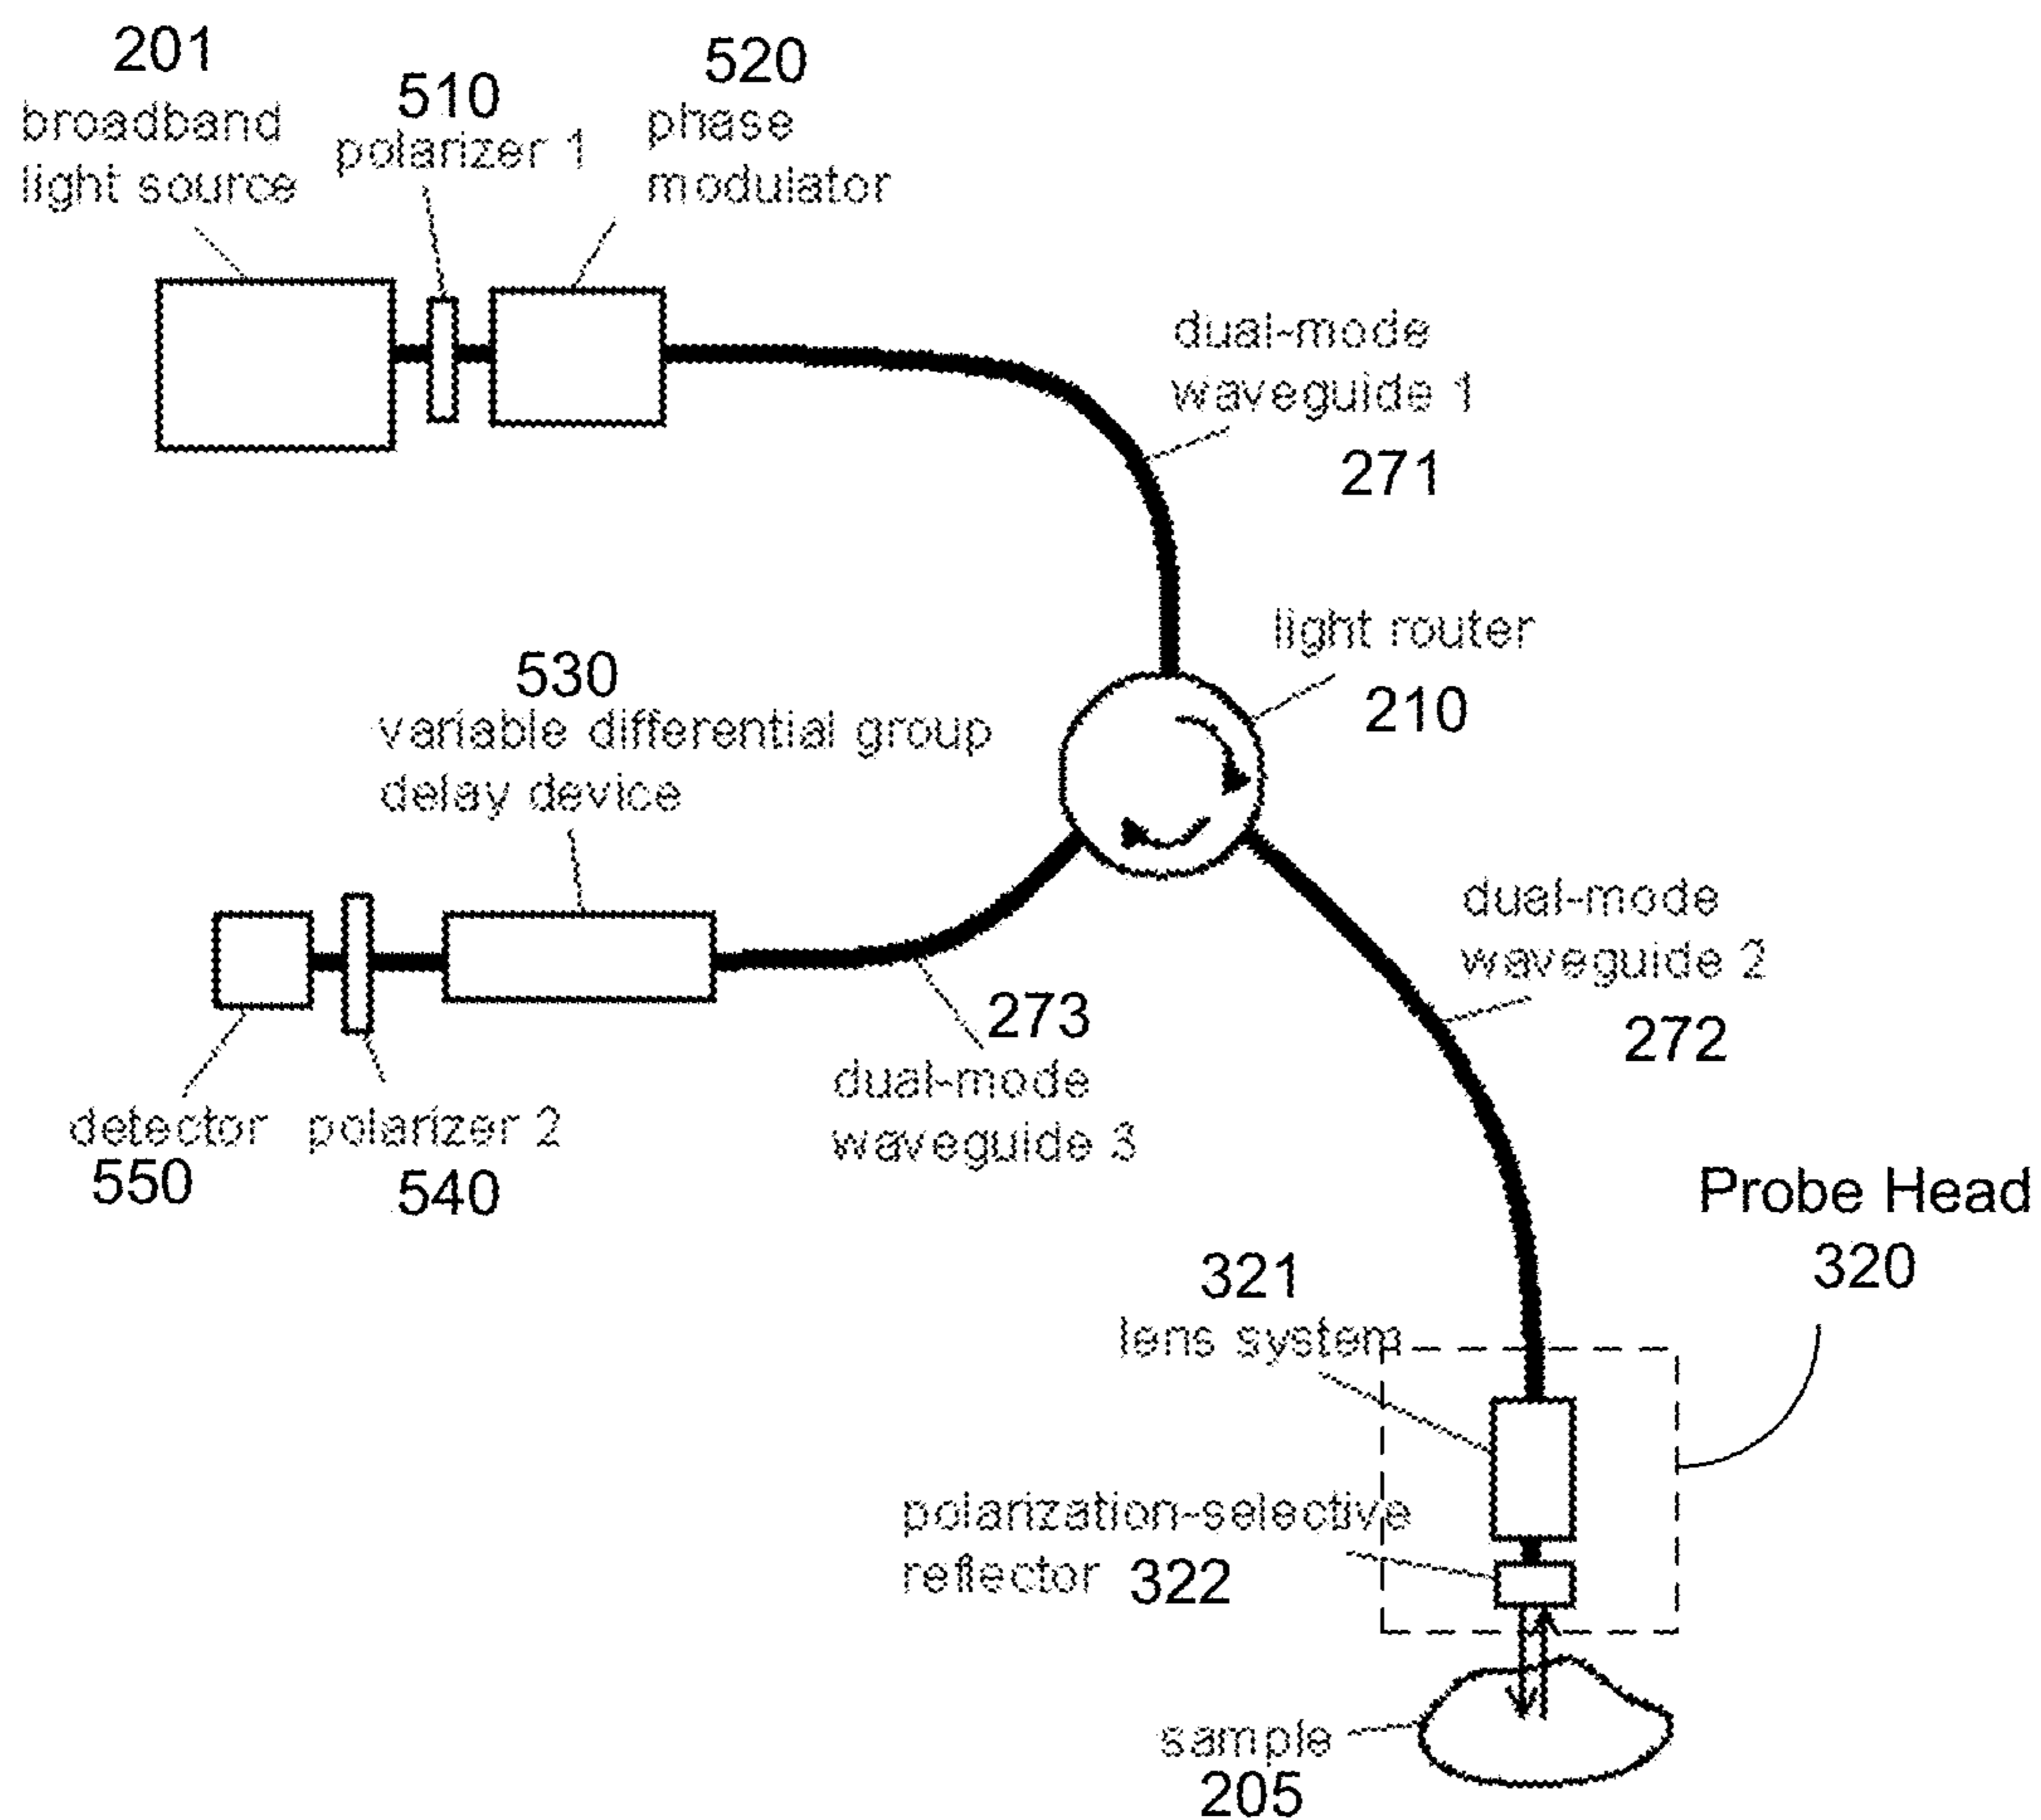 201
broadband
light source
510
polarizer 1
520
phase
modulator
dual-mode
waveguide 1
271
light router
210
530
variable differential group
delay device
dual-mode
waveguide 2
272
273
dual-mode
waveguide 3
detector
550
polarizer 2
540
Probe Head
320
321
lens system
polarization-selective
reflector 322
sample
205